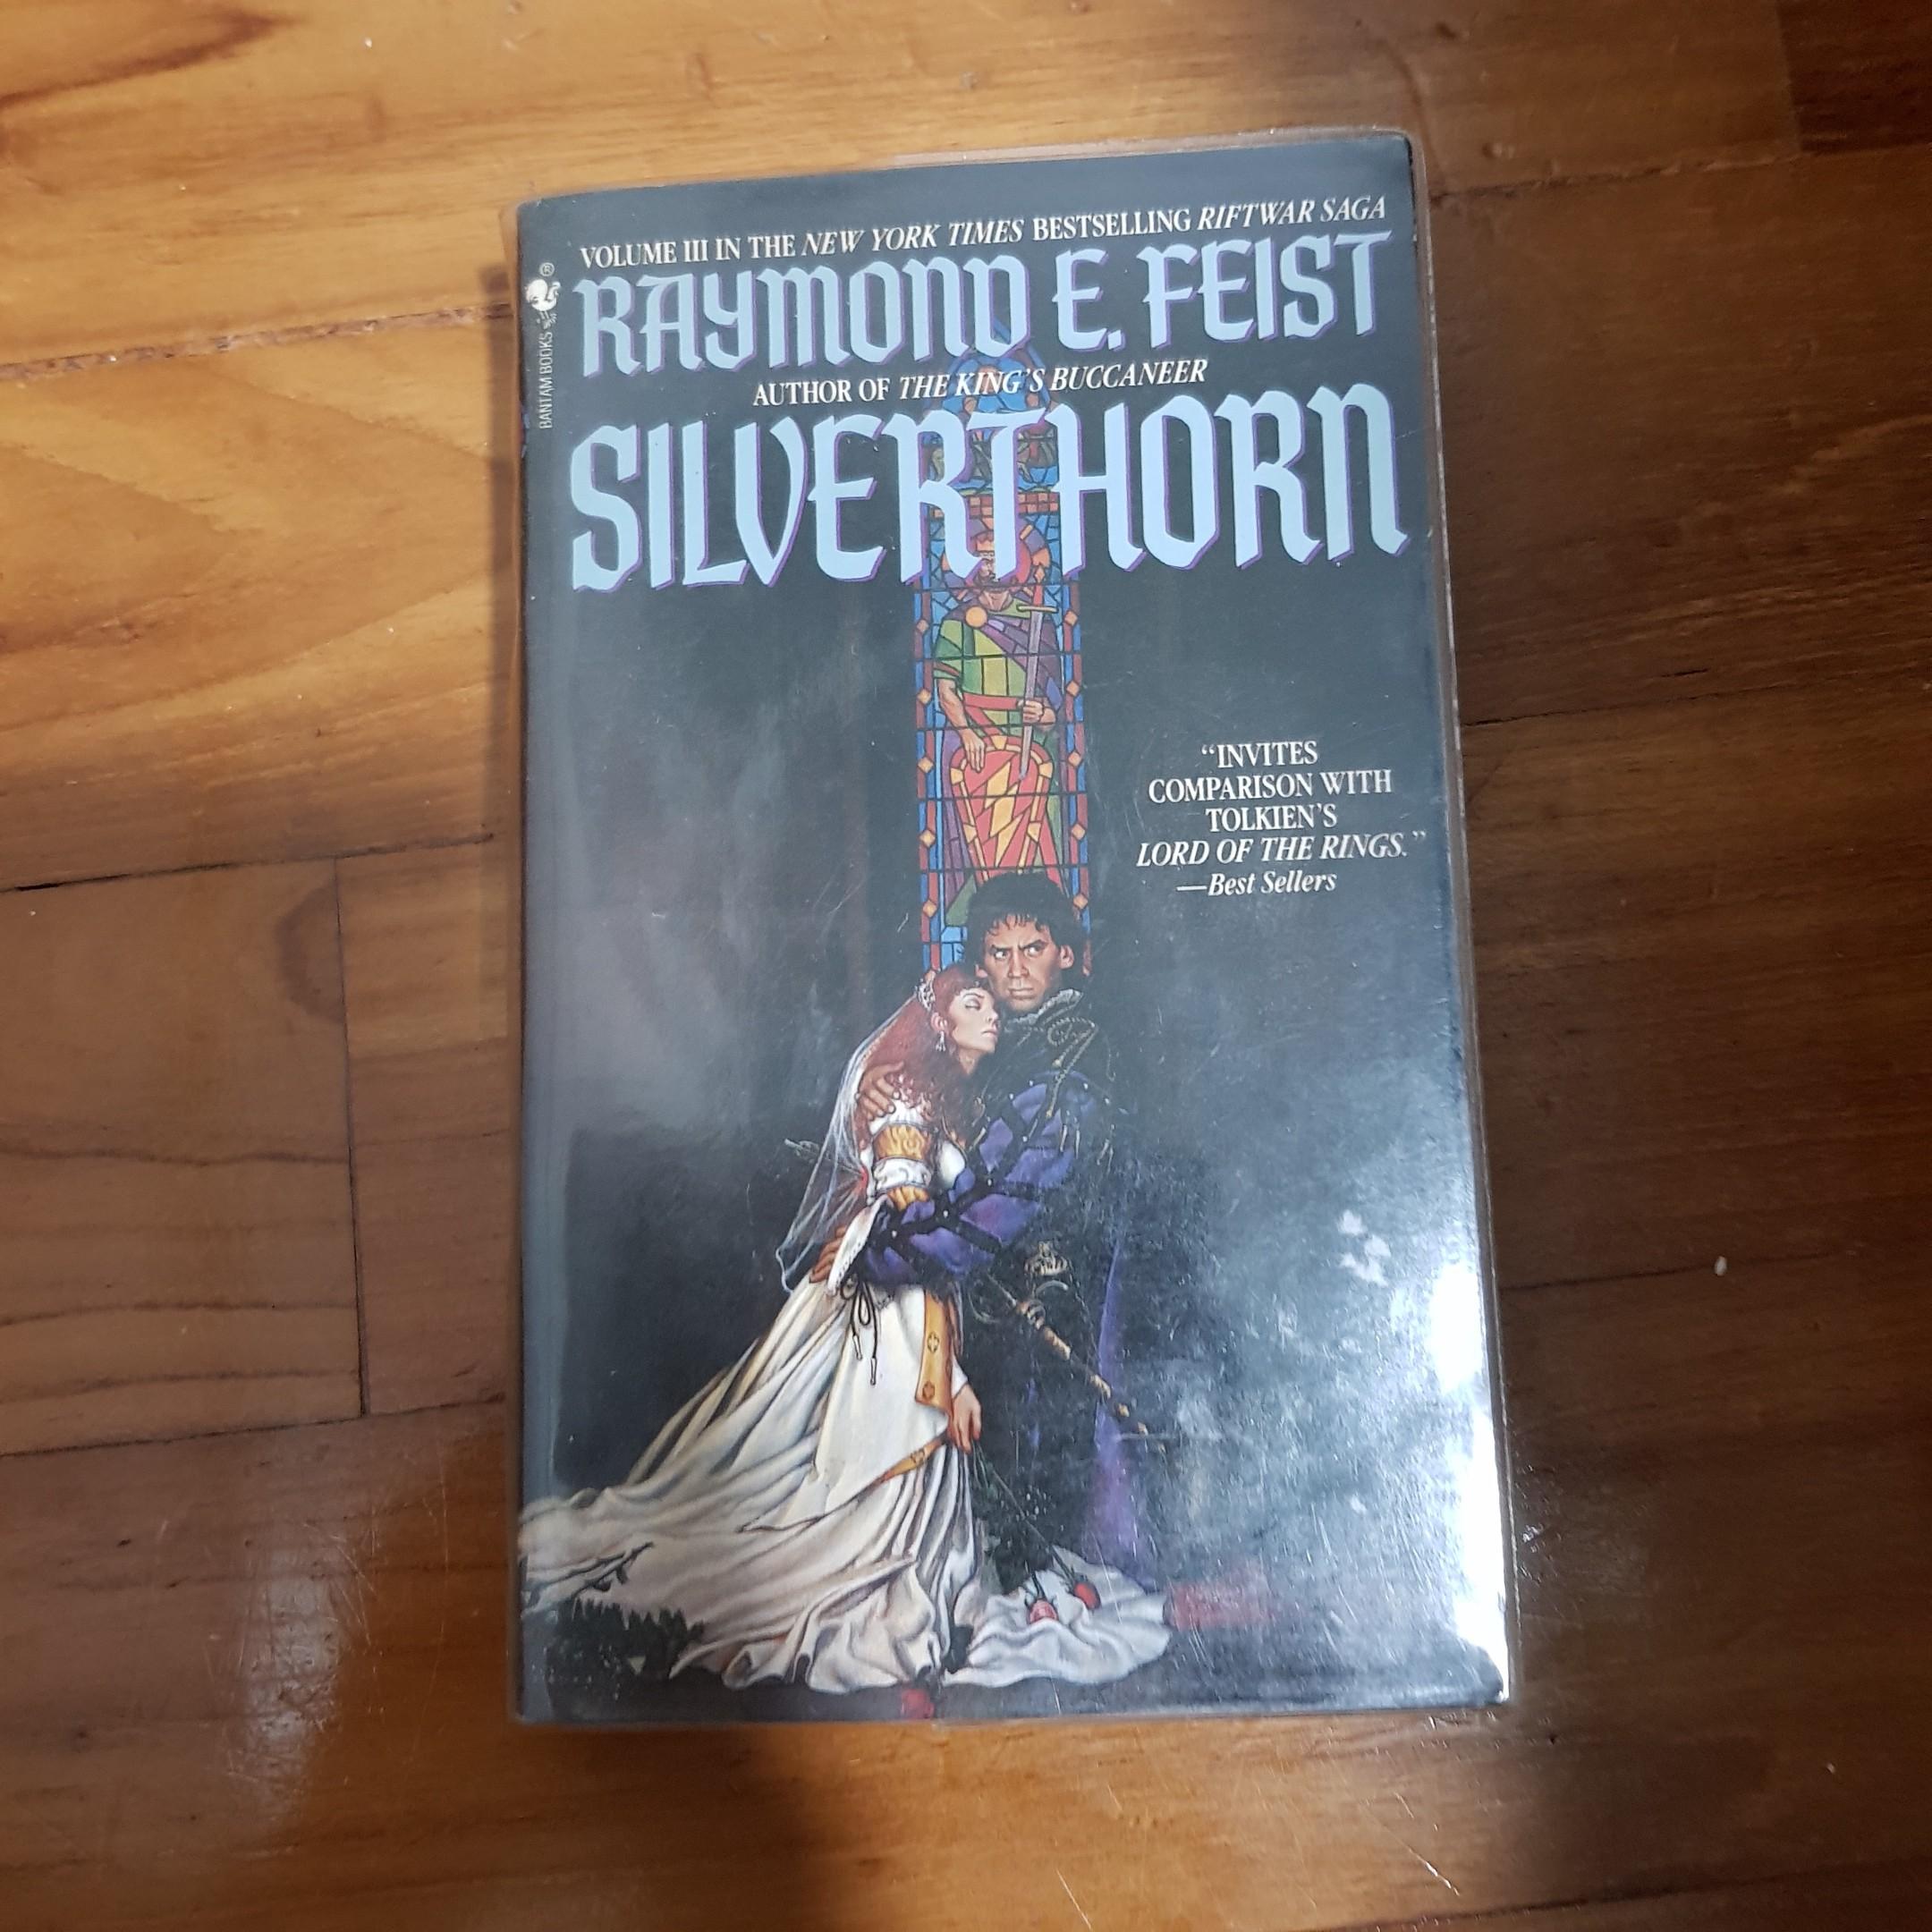 VOLUME III IN THE NEW YORK TIMES BESTSELLING RIFTWAR SAGA
RAYMOND E. FEIST
AUTHOR OF THE KING'S BUCCANEER
SILVERTHORN
BANTAM BOOKS ®
“INVITES
COMPARISON WITH
TOLKIEN'S
LORD OF THE RINGS.”
—Best Sellers